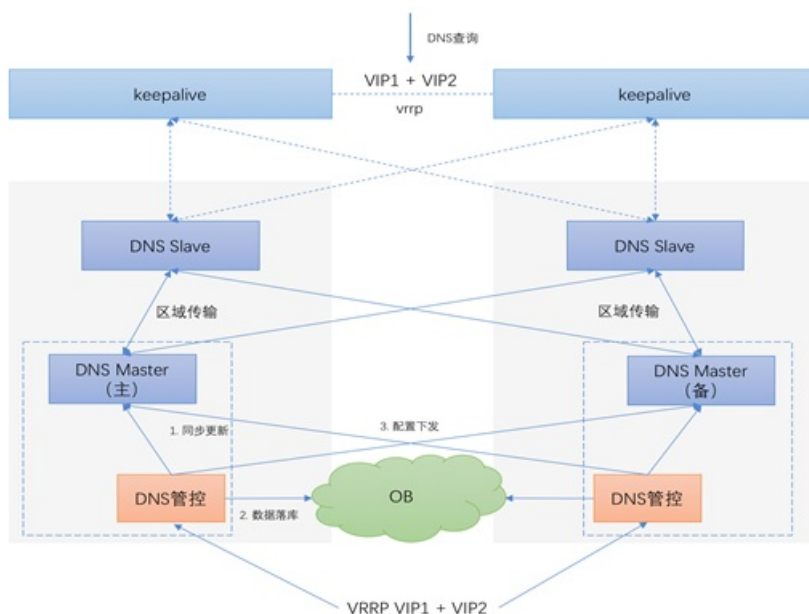 DNS查询
VIP1 + VIP2
keepalive
vrrp
keepalive
DNS Slave
DNS Slave
区域传输
区域传输
DNS Master
（主）
DNS Master
（备）
1. 同步更新
3. 配置下发
DNS管控
OB
DNS管控
2. 数据落库
VRRP VIP1 + VIP2